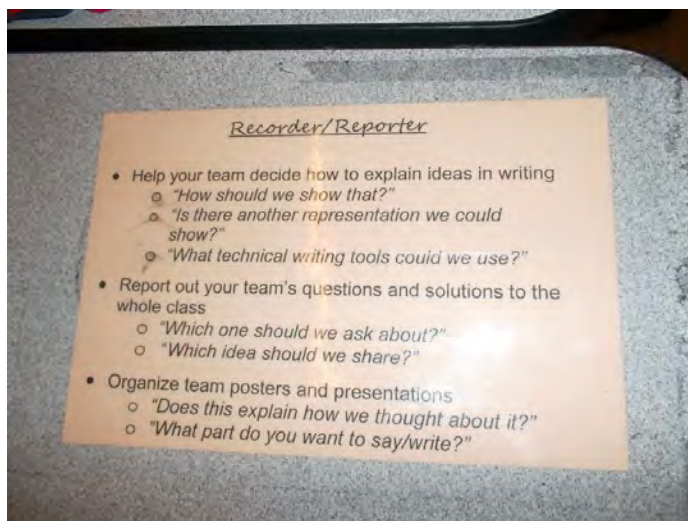 Recorder/Reporter
• Help your team decide how to explain ideas in writing
o "How should we show that?"
o "Is there another representation we could
show?"
o "What technical writing tools could we use?"
• Report out your team's questions and solutions to the
whole class
o "Which one should we ask about?"
o "Which idea should we share?"
• Organize team posters and presentations
o "Does this explain how we thought about it?"
o "What part do you want to say/write?"